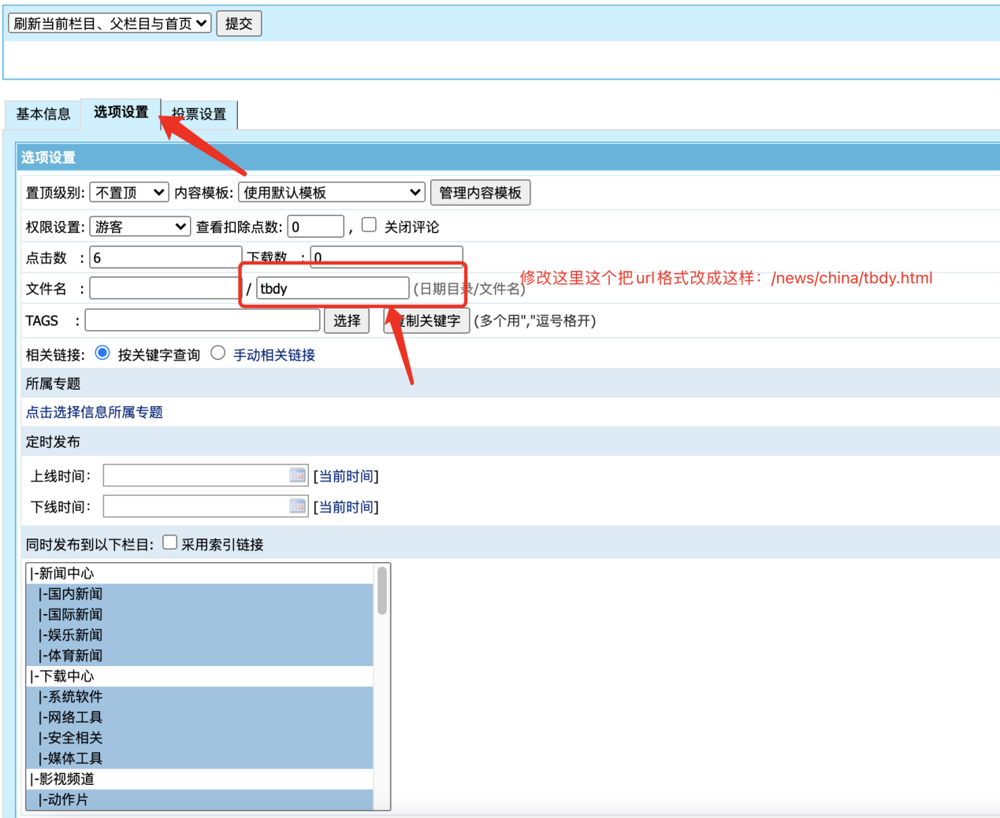 刷新当前栏目、父栏目与首页 提交
基本信息 选项设置 投票设置
选项设置
置顶级别: 不置顶 内容模板: 使用默认模板 管理内容模板
权限设置: 游客 查看扣除点数: 0 , 关闭评论
点击数 : 6 下载数 : 0
文件名 : / tbdy (日期目录/文件名) 修改这里这个把url格式改成这样：/news/china/tbdy.html
TAGS : 选择 复制关键字 (多个用","逗号格开)
相关链接: 按关键字查询 手动相关链接
所属专题
点击选择信息所属专题
定时发布
上线时间: [当前时间]
下线时间: [当前时间]
同时发布到以下栏目: 采用索引链接
|-新闻中心
|-国内新闻
|-国际新闻
|-娱乐新闻
|-体育新闻
|-下载中心
|-系统软件
|-网络工具
|-安全相关
|-媒体工具
|-影视频道
|-动作片